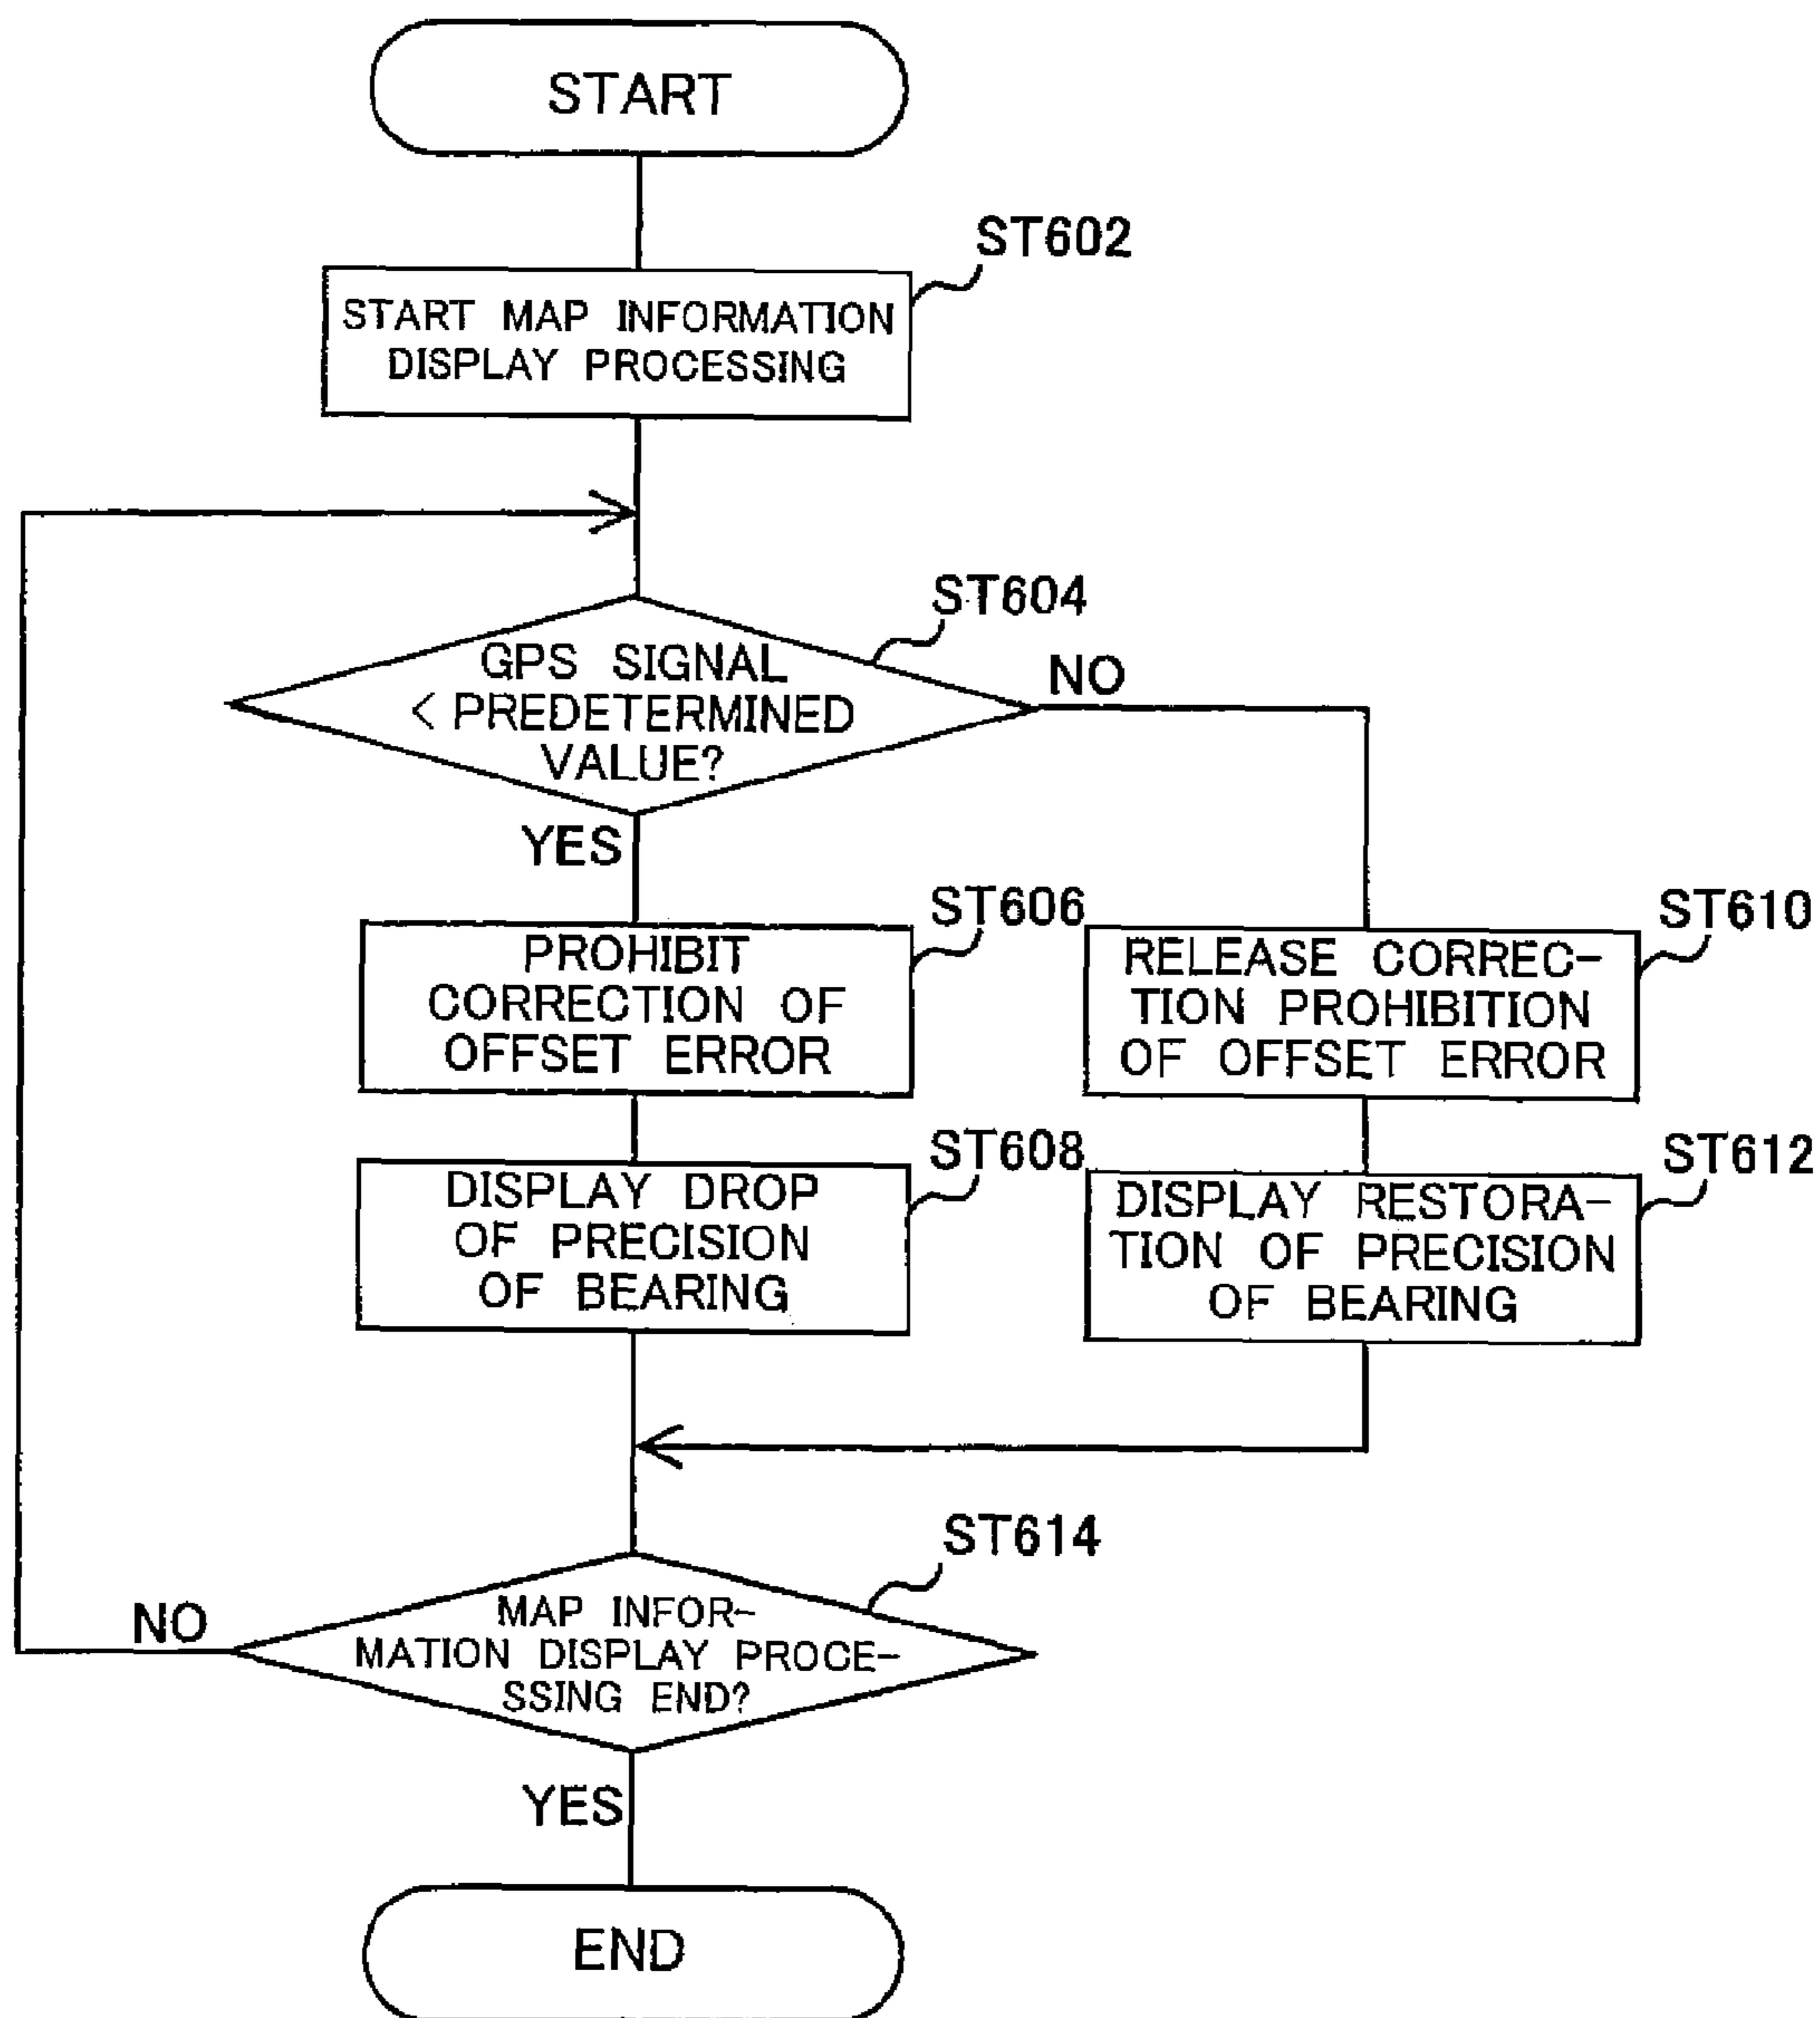 START
ST602
START MAP INFORMATION
DISPLAY PROCESSING
ST604
GPS SIGNAL
< PREDETERMINED
VALUE?
NO
YES
ST606
PROHIBIT
CORRECTION OF
OFFSET ERROR
ST610
RELEASE CORREC-
TION PROHIBITION
OF OFFSET ERROR
ST608
DISPLAY DROP
OF PRECISION
OF BEARING
ST612
DISPLAY RESTORA-
TION OF PRECISION
OF BEARING
ST614
MAP INFOR-
MATION DISPLAY PROCE-
SSING END?
NO
YES
END